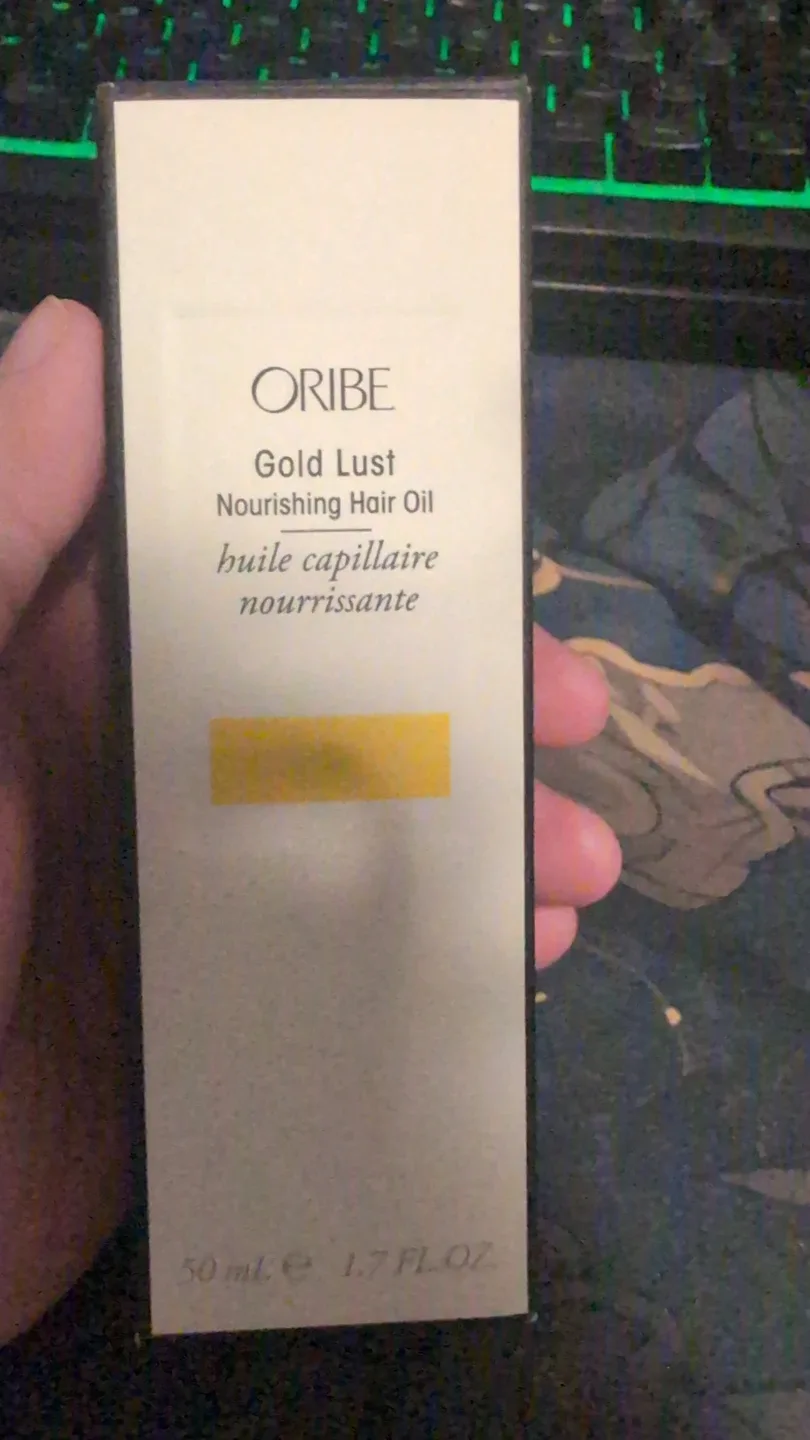 ORIBE
Gold Lust
Nourishing Hair Oil
huile capillaire
nourrissante
50 mL ℮ 1.7 FL.OZ.